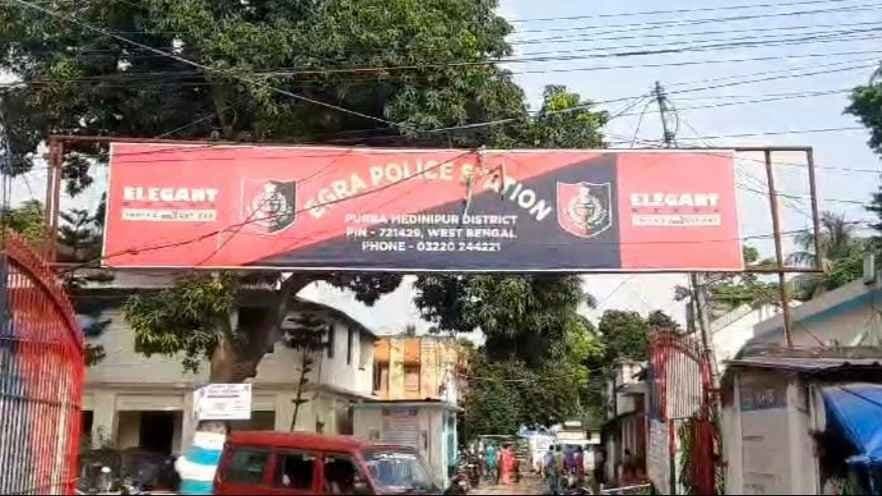 EGRA POLICE STATION
PURBA MEDINIPUR DISTRICT
PIN - 721429, WEST BENGAL
PHONE - 03220 244221
ELEGANT
ELEGANT